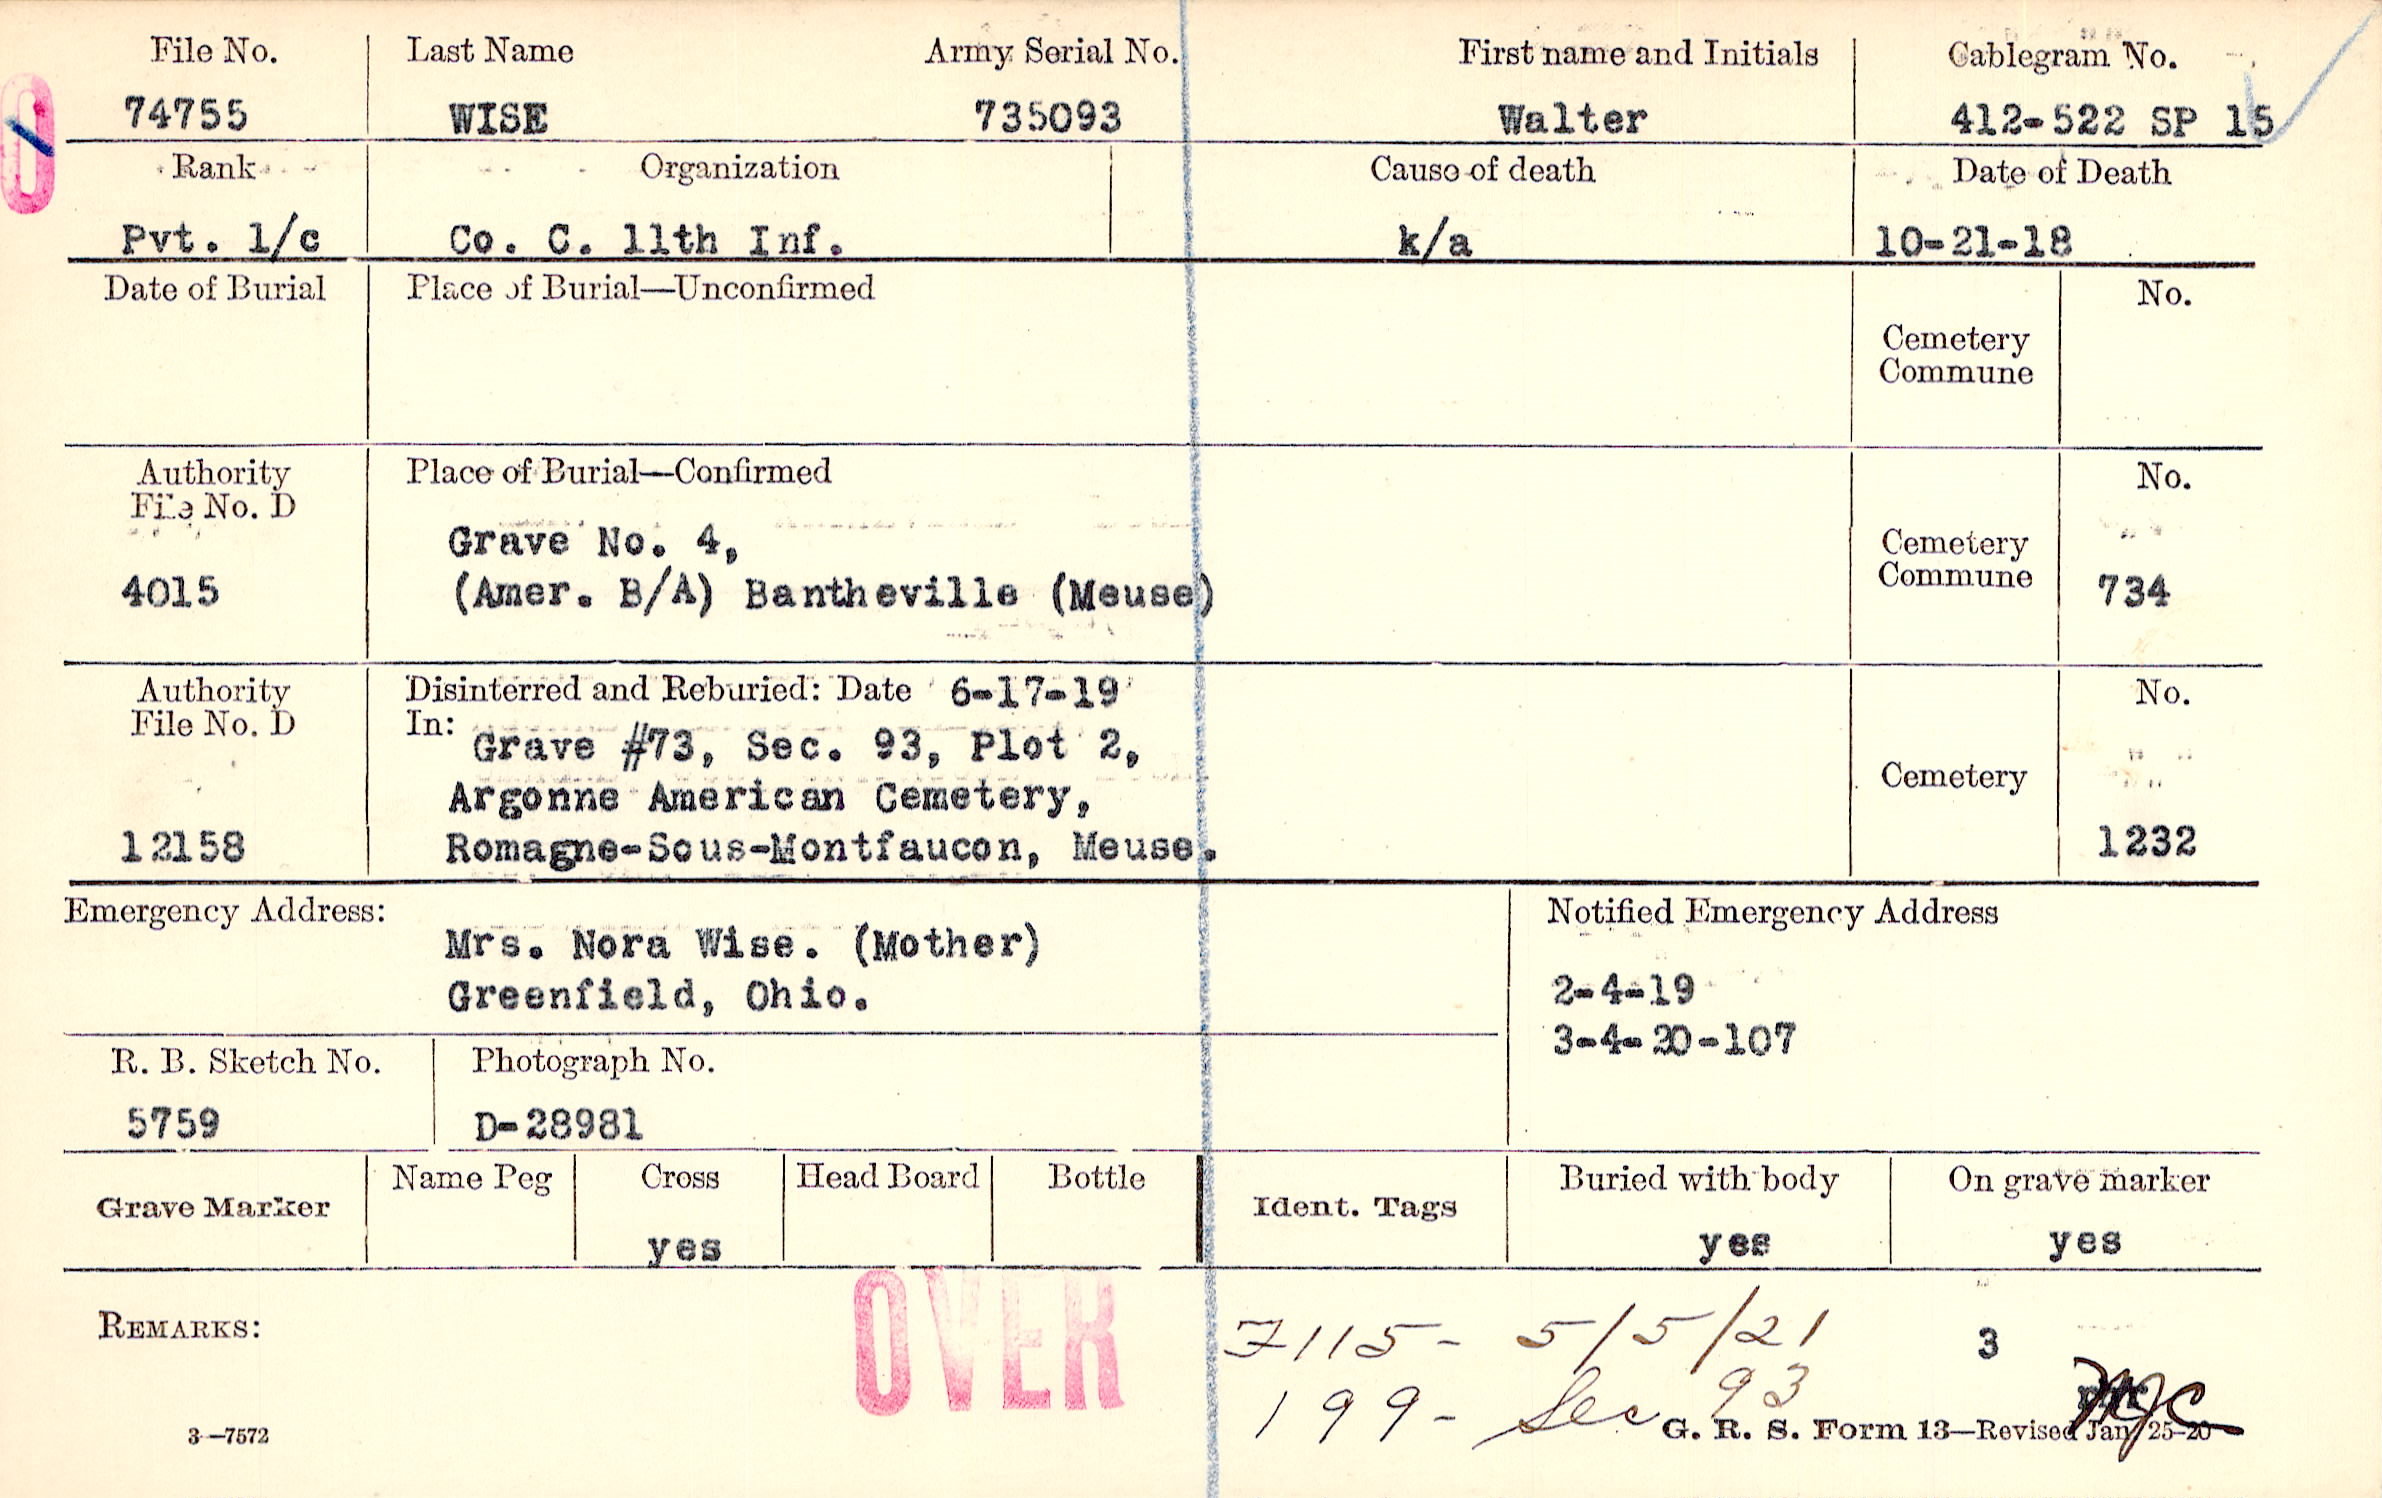 File No. Last Name Army Serial No. First name and Initials Cablegram No.
74755 WISE 735093 Walter 412-522 SP 15
Rank Organization Cause of death Date of Death
Pvt. 1/c Co. C. 11th Inf. k/a 10-21-18
Date of Burial Place of Burial—Unconfirmed No.
Cemetery
Commune
Authority Place of Burial—Confirmed No.
File No. D
Grave No. 4, Cemetery
4015 (Amer. B/A) Bantheville (Meuse) Commune 734
Authority Disinterred and Reburied: Date 6-17-19 No.
File No. D In:
Grave #73, Sec. 93, Plot 2,
Argonne American Cemetery, Cemetery
12158 Romagne-Sous-Montfaucon, Meuse. 1232
Emergency Address: Notified Emergency Address
Mrs. Nora Wise. (Mother)
Greenfield, Ohio. 2-4-19
3-4-20-107
R. B. Sketch No. Photograph No.
5759 D-28981
Grave Marker Name Peg Cross Head Board Bottle Ident. Tags Buried with body On grave marker
yes yes yes
REMARKS: OVER 7115- 5/5/21 3
199- Sec 93
3—7572 G. R. S. Form 13—Revised Jan. 25-20